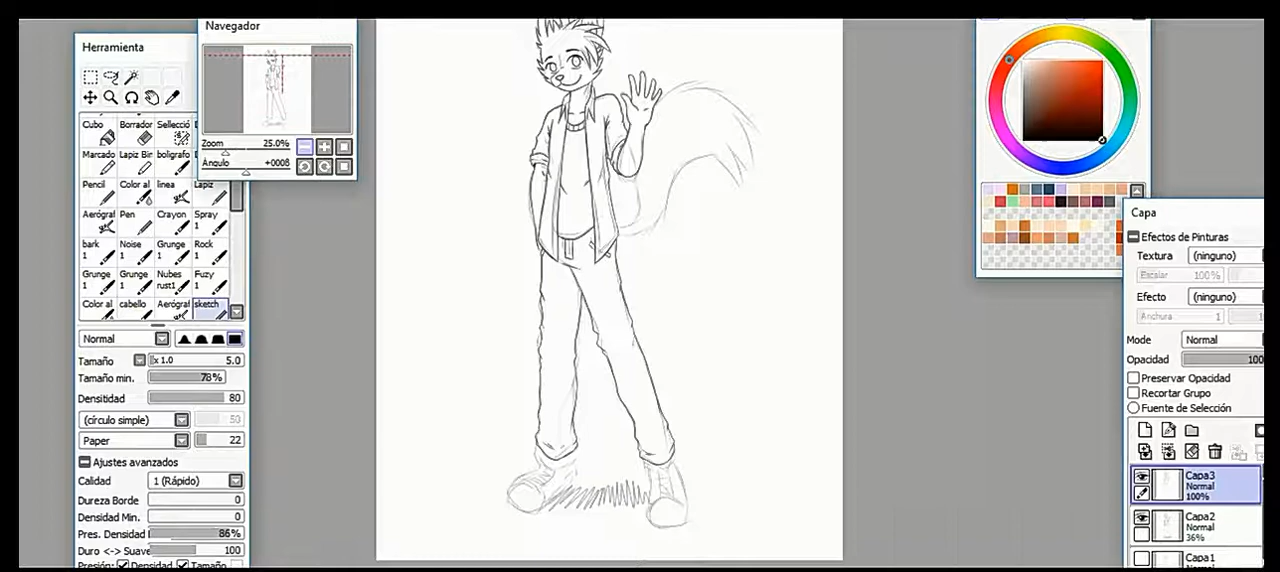 Navegador
Herramienta
Zoom 25.0%
Ángulo +0008
Cubo Borrador Selecció
Marcado Lapiz Bir boligrafo
Pencil Color al linea Lapiz
Aerógraf Pen Crayon Spray
1
bark Noise Grunge Rock
1 1 1 1
Grunge Grunge Nubes Fuzy
1 1 rust1 1
Color al cabello Aerógraf sketch
Normal
Tamaño x 1.0 5.0
Tamaño min. 78%
Densitidad 80
(círculo simple) 50
Paper 22
Ajustes avanzados
Calidad 1 (Rápido)
Dureza Borde 0
Densidad Min. 0
Pres. Densidad 86%
Duro <-> Suave 100
Presión: Densidad Tamaño
Capa
Efectos de Pinturas
Textura (ninguno)
Escalar 100%
Efecto (ninguno)
Anchura 1
Mode Normal
Opacidad 100
Preservar Opacidad
Recortar Grupo
Fuente de Selección
Capa3
Normal
100%
Capa2
Normal
36%
Capa1